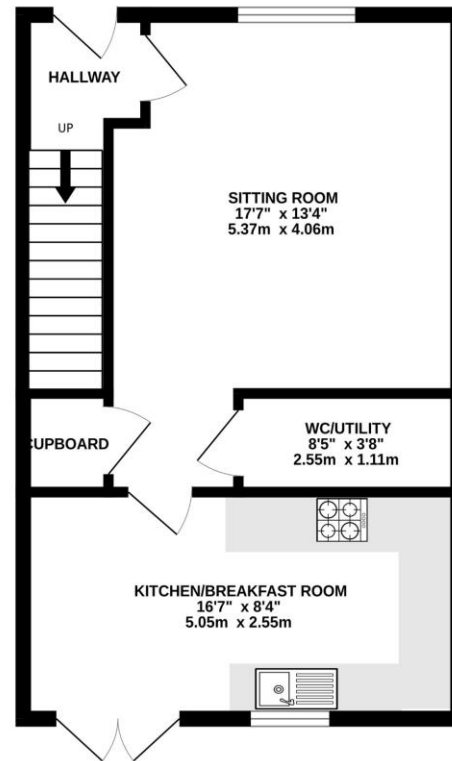 HALLWAY
UP
SITTING ROOM
17'7" x 13'4"
5.37m x 4.06m
CUPBOARD
WC/UTILITY
8'5" x 3'8"
2.55m x 1.11m
KITCHEN/BREAKFAST ROOM
16'7" x 8'4"
5.05m x 2.55m